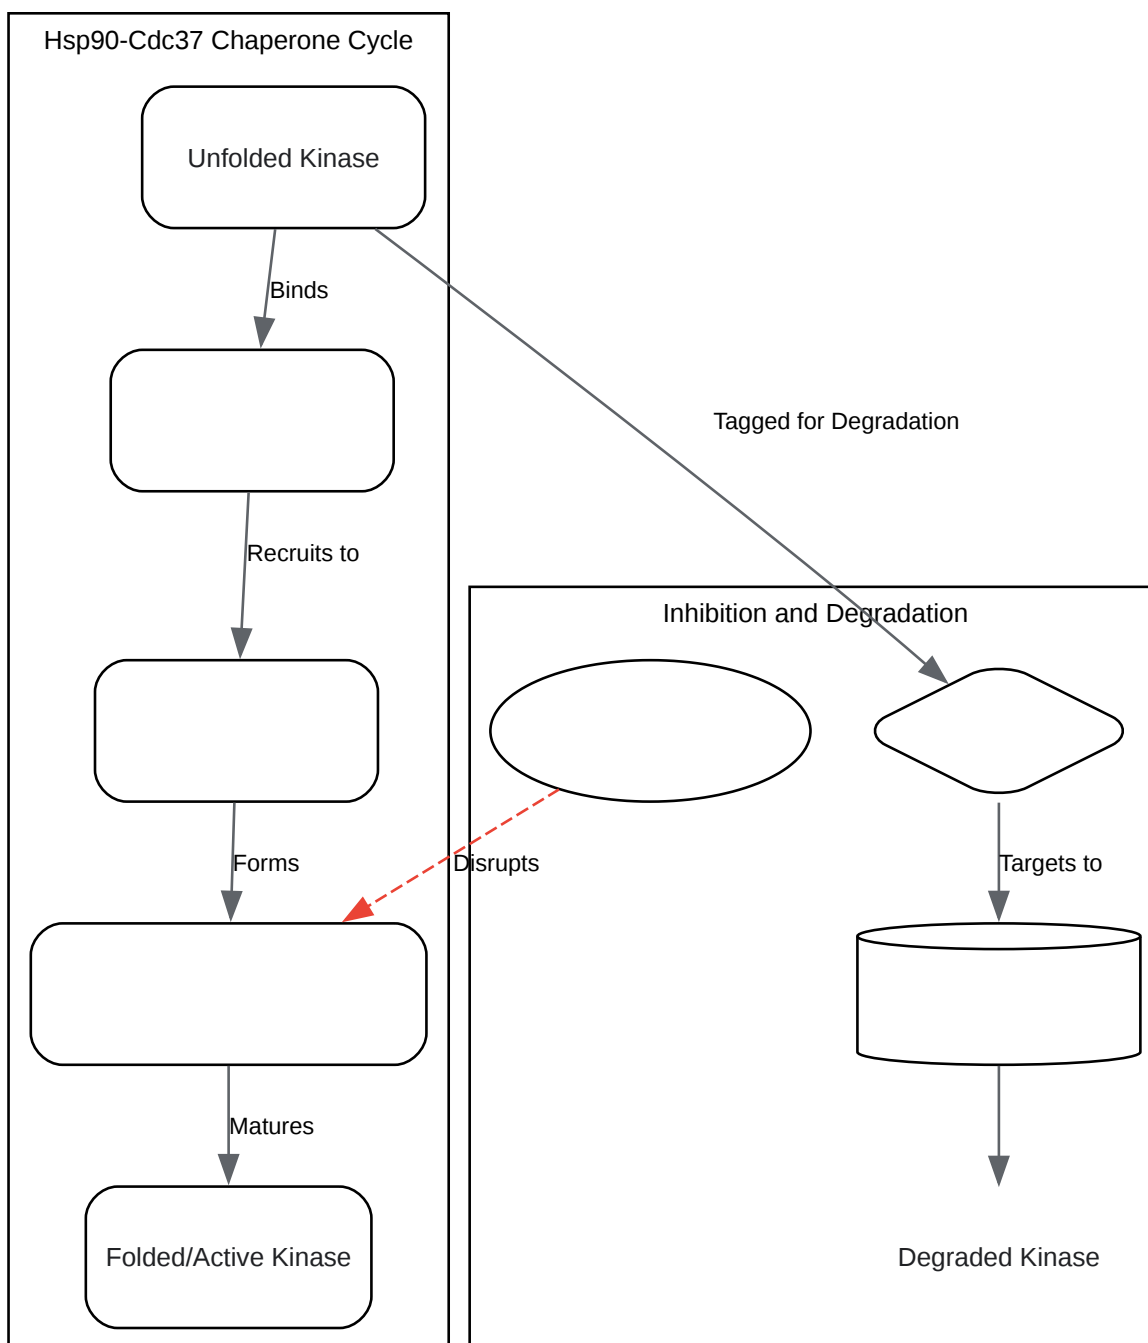 Hsp90-Cdc37 Chaperone Cycle
Unfolded Kinase
Binds
Tagged for Degradation
Recruits to
Inhibition and Degradation
Forms
Disrupts
Targets to
Matures
Folded/Active Kinase
Degraded Kinase